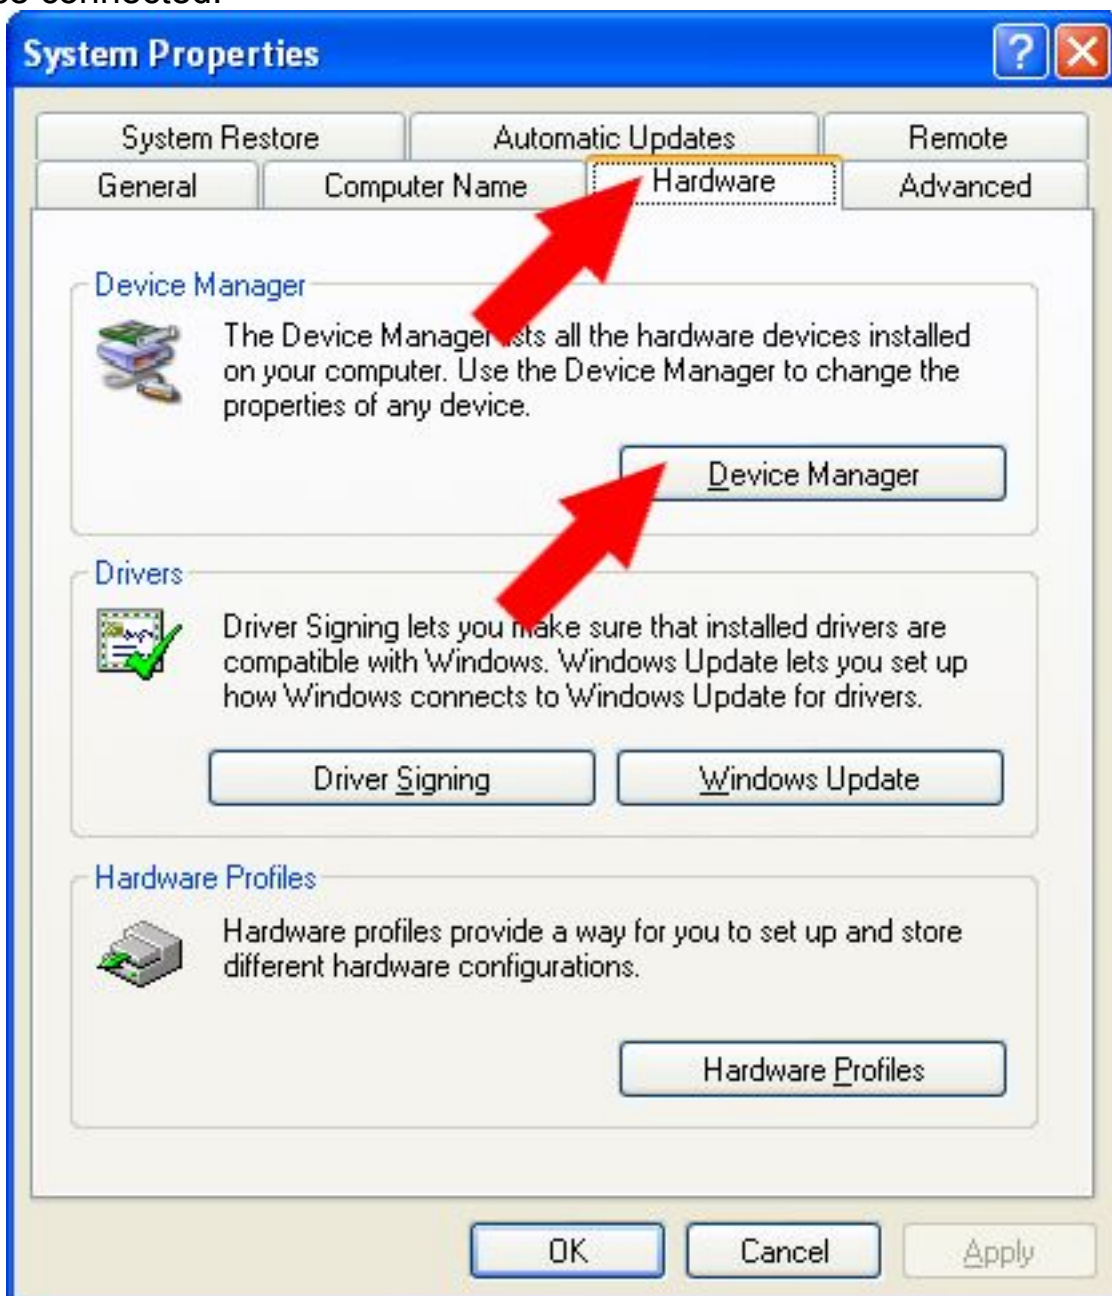 System Properties
System Restore Automatic Updates Remote
General Computer Name Hardware Advanced
Device Manager
The Device Manager lists all the hardware devices installed
on your computer. Use the Device Manager to change the
properties of any device.
Device Manager
Drivers
Driver Signing lets you make sure that installed drivers are
compatible with Windows. Windows Update lets you set up
how Windows connects to Windows Update for drivers.
Driver Signing Windows Update
Hardware Profiles
Hardware profiles provide a way for you to set up and store
different hardware configurations.
Hardware Profiles
OK Cancel Apply